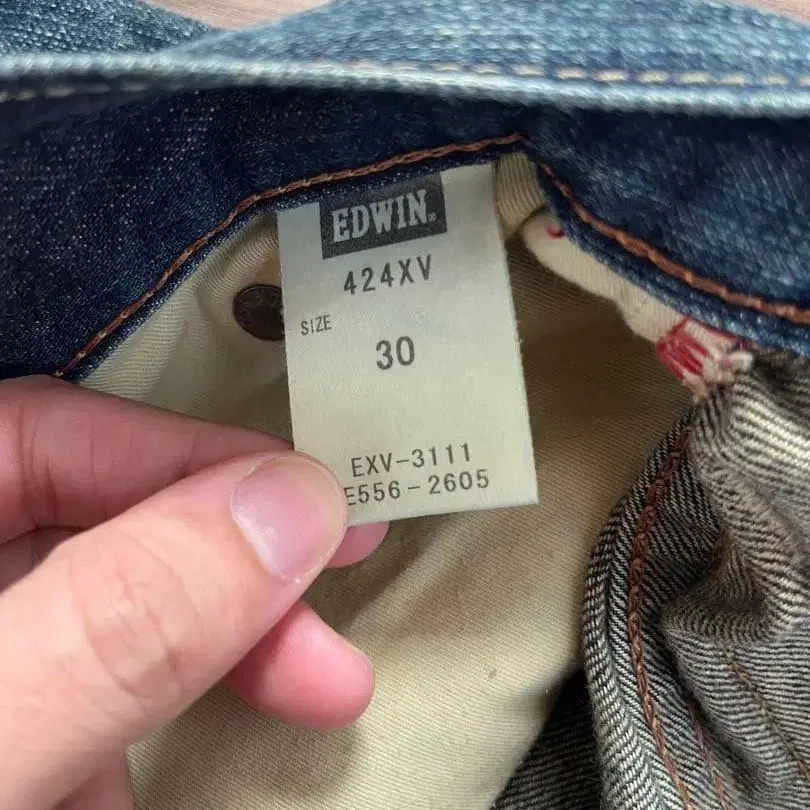 EDWIN.
424XV
SIZE
30
EXV-3111
E556-2605